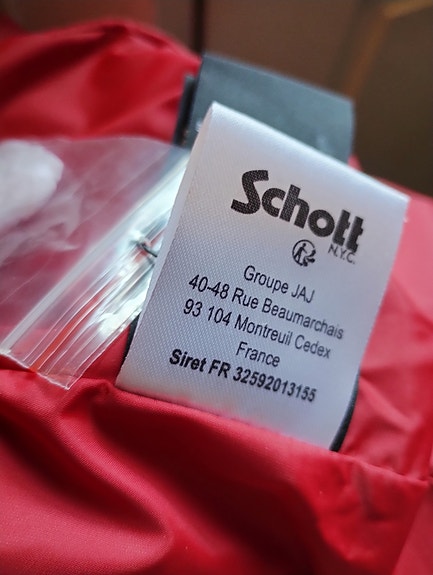 Schott
N.Y.C.
Groupe JAJ
40-48 Rue Beaumarchais
93 104 Montreuil Cedex
France
Siret FR 32592013155